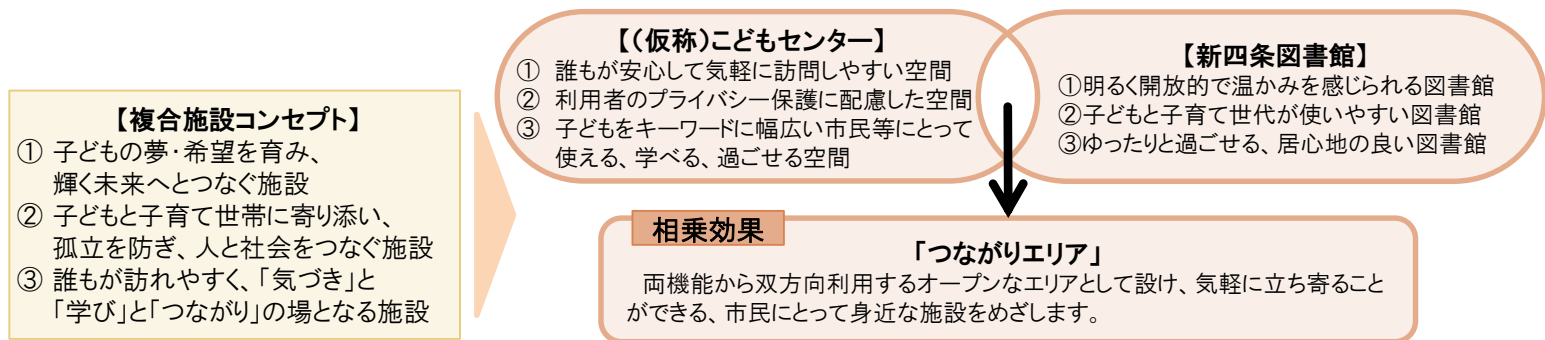 【複合施設コンセプト】
① 子どもの夢・希望を育み、
輝く未来へとつなぐ施設
② 子どもと子育て世帯に寄り添い、
孤立を防ぎ、人と社会をつなぐ施設
③ 誰もが訪れやすく、「気づき」と
「学び」と「つながり」の場となる施設
【(仮称)こどもセンター】
① 誰もが安心して気軽に訪問しやすい空間
② 利用者のプライバシー保護に配慮した空間
③ 子どもをキーワードに幅広い市民等にとって
使える、学べる、過ごせる空間
【新四条図書館】
①明るく開放的で温かみを感じられる図書館
②子どもと子育て世代が使いやすい図書館
③ゆったりと過ごせる、居心地の良い図書館
相乗効果
「つながりエリア」
両機能から双方向利用するオープンなエリアとして設け、気軽に立ち寄ること
ができる、市民にとって身近な施設をめざします。